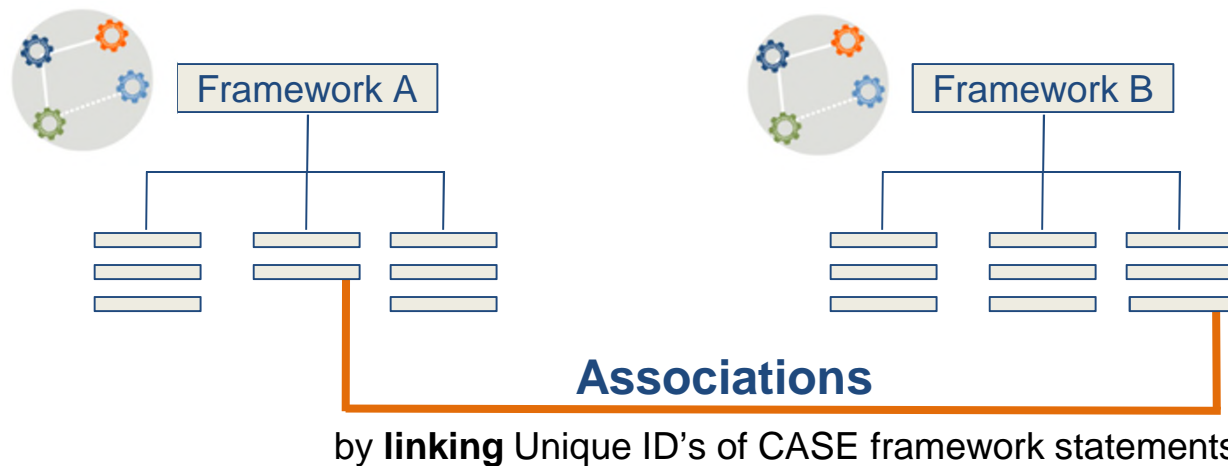 Framework A
Framework B
Associations
by linking Unique ID's of CASE framework statements